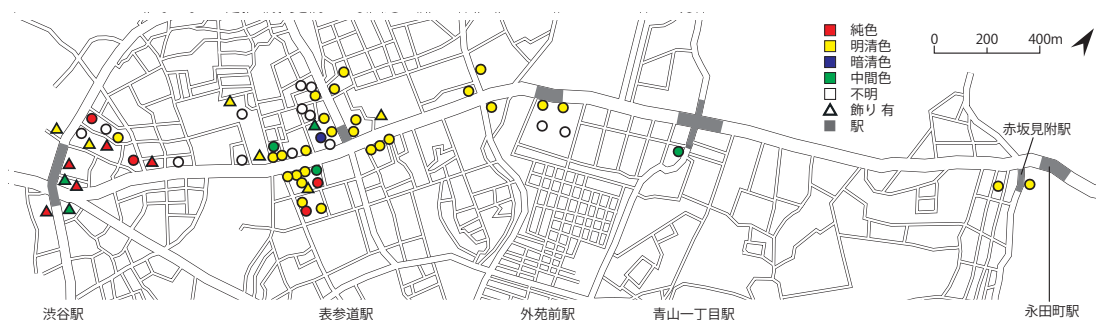 純色
明清色
暗清色
中間色
不明
飾り 有
駅
0 200 400m
赤坂見附駅
渋谷駅
表参道駅
外苑前駅
青山一丁目駅
永田町駅